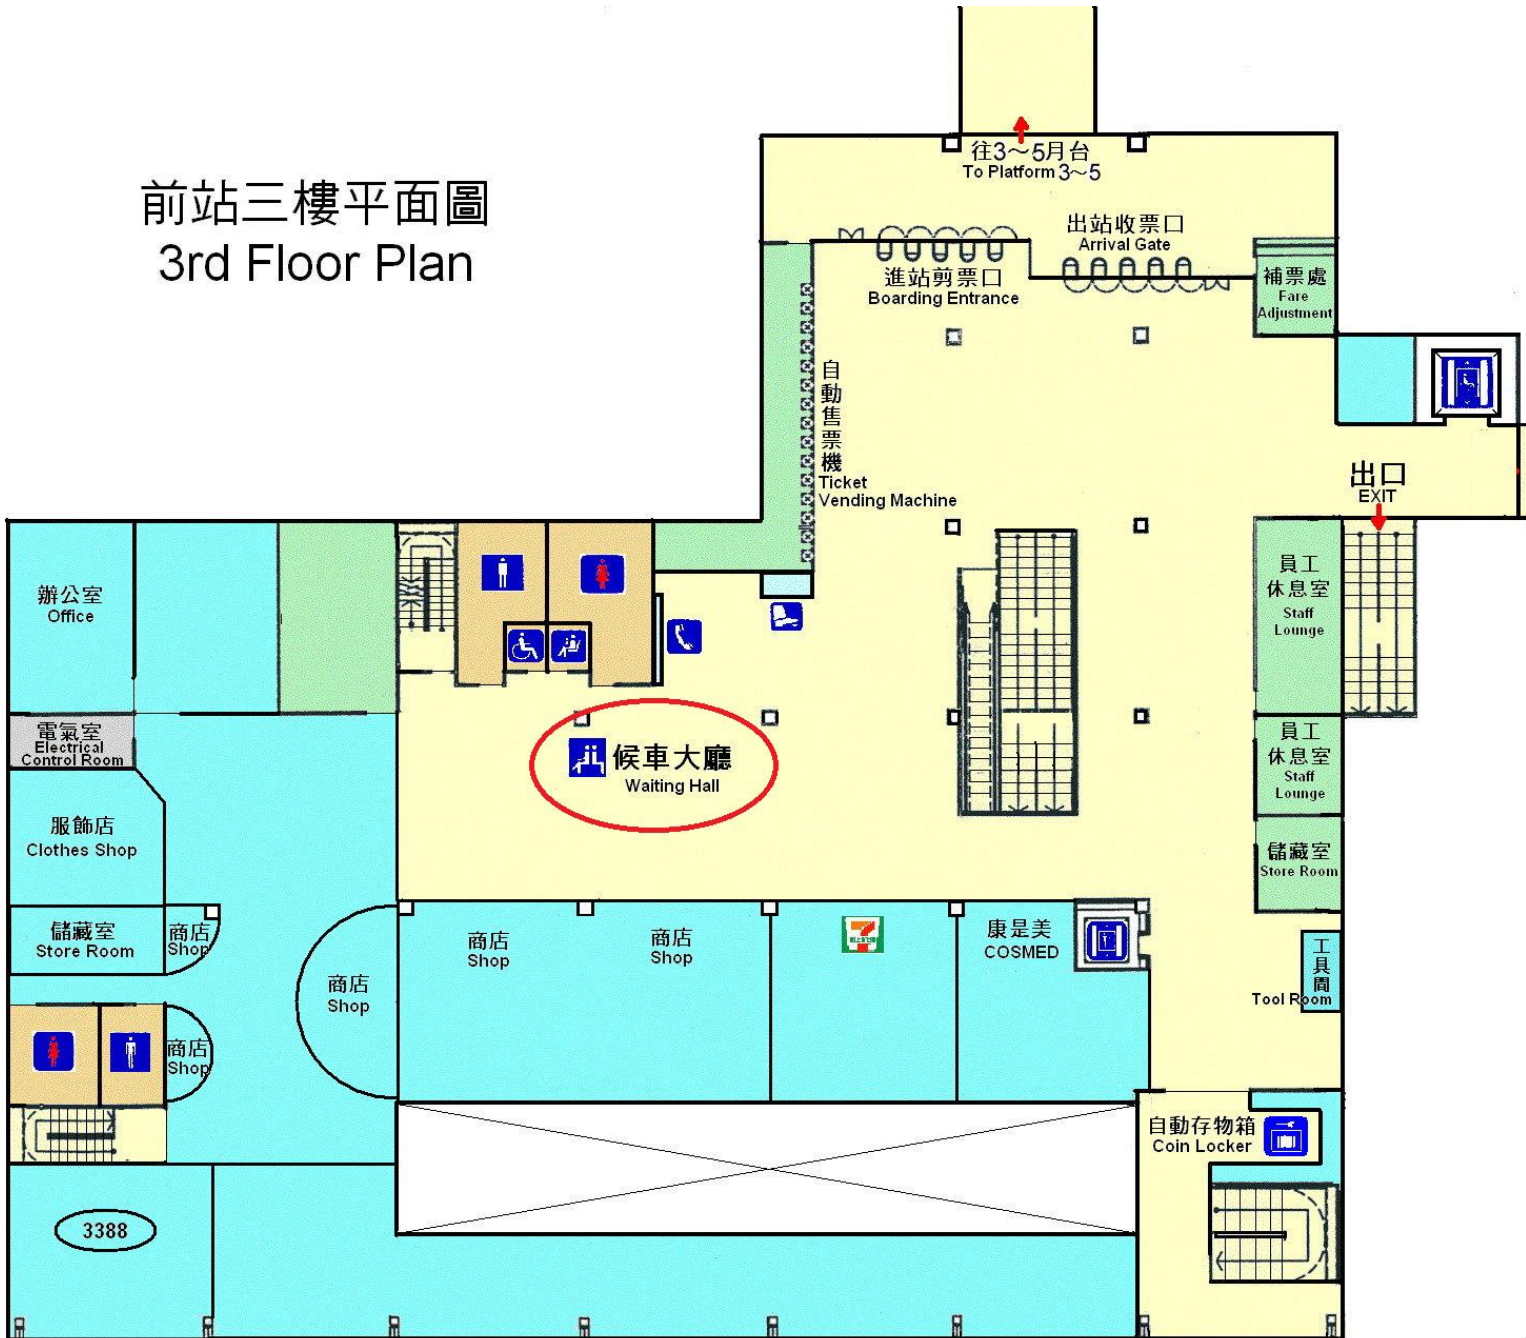 前站三樓平面圖
3rd Floor Plan
往3～5月台
To Platform 3～5
出站收票口
Arrival Gate
進站剪票口
Boarding Entrance
補票處
Fare
Adjustment
自動售票機
Ticket
Vending Machine
出口
EXIT
辦公室
Office
員工
休息室
Staff
Lounge
電氣室
Electrical
Control Room
候車大廳
Waiting Hall
員工
休息室
Staff
Lounge
服飾店
Clothes Shop
儲藏室
Store Room
儲藏室
Store Room
商店
Shop
商店
Shop
商店
Shop
7
康是美
COSMED
工具間
Tool Room
商店
Shop
商店
Shop
自動存物箱
Coin Locker
3388